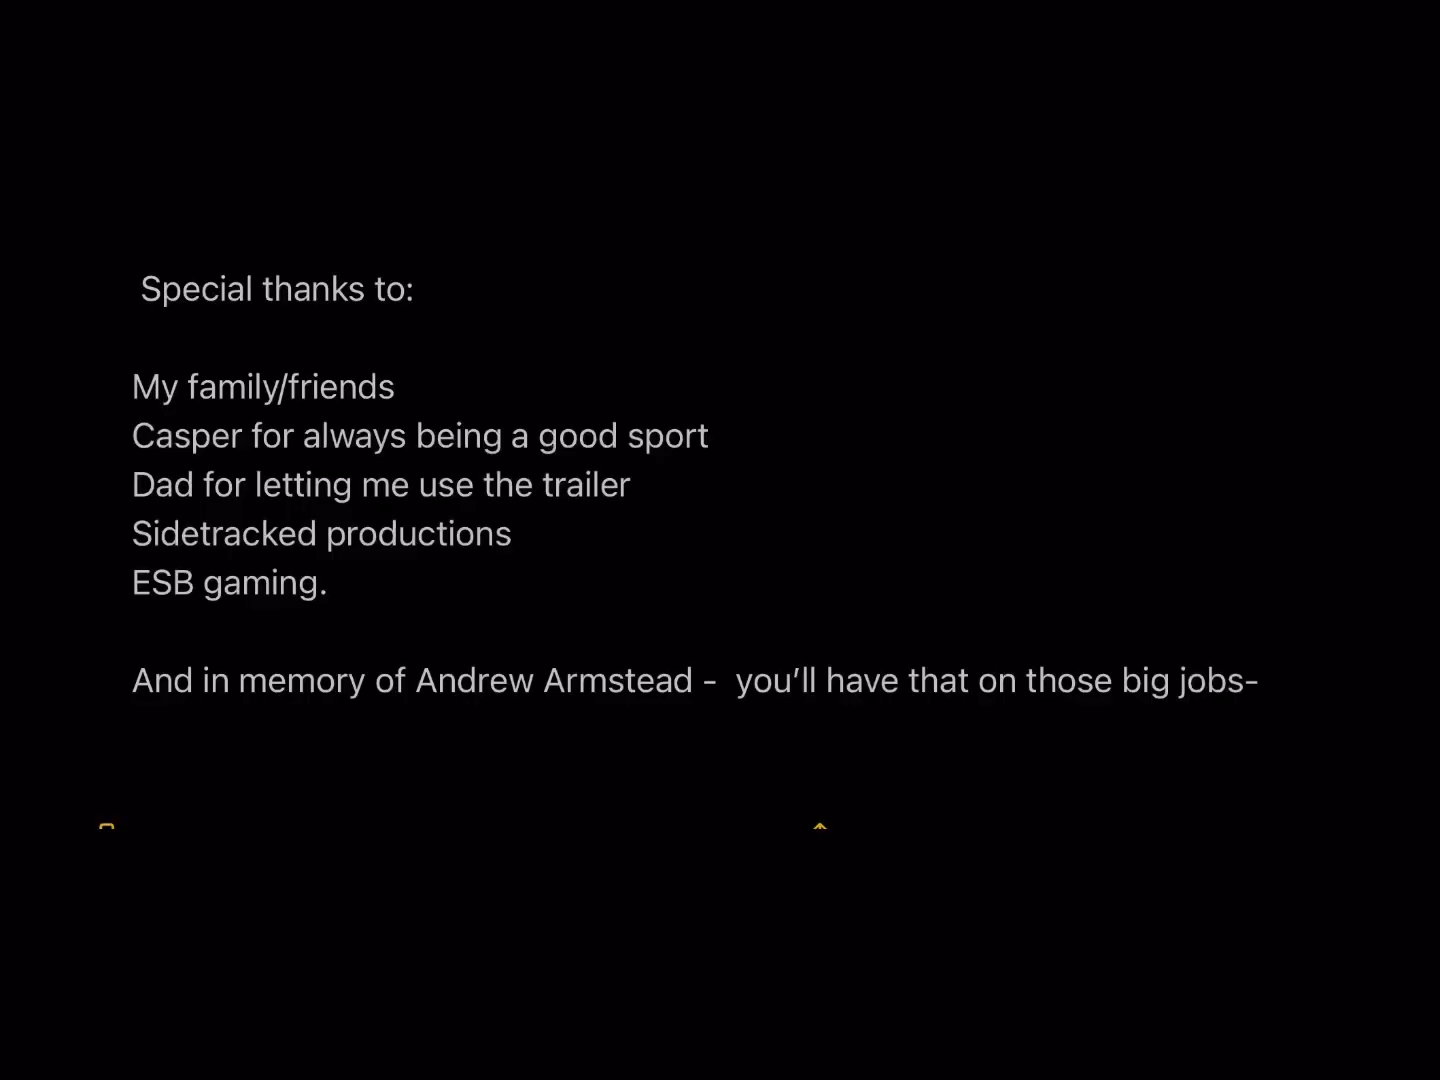 Special thanks to:
My family/friends
Casper for always being a good sport
Dad for letting me use the trailer
Sidetracked productions
ESB gaming.
And in memory of Andrew Armstead -  you’ll have that on those big jobs-